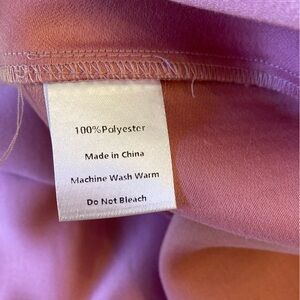 100%Polyester
Made in China
Machine Wash Warm
Do Not Bleach